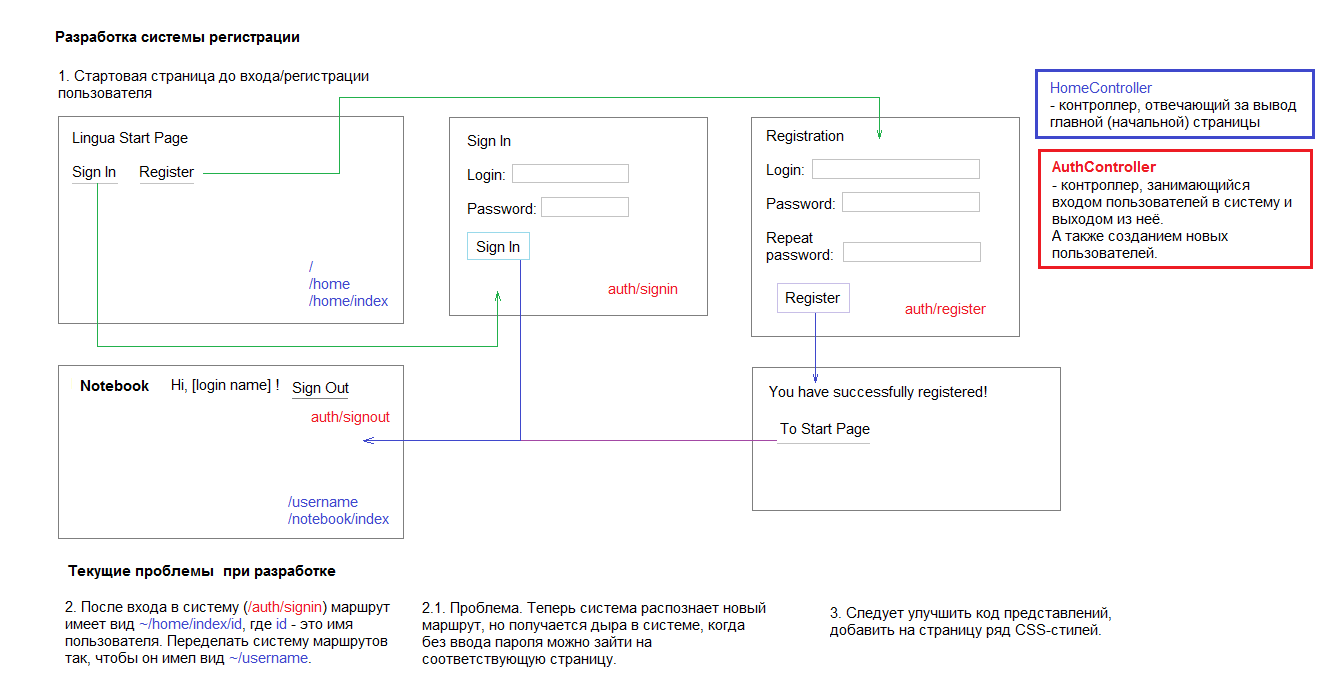 Разработка системы регистрации
1. Стартовая страница до входа/регистрации
пользователя
Lingua Start Page
Sign In
Register
/
/home
/home/index
Sign In
Login:
Password:
Sign In
auth/signin
Registration
Login:
Password:
Repeat
password:
Register
auth/register
HomeController
- контроллер, отвечающий за вывод
главной (начальной) страницы
AuthController
- контроллер, занимающийся
входом пользователей в систему и
выходом из неё.
А также созданием новых
пользователей.
Notebook
Hi, [login name] !
Sign Out
auth/signout
/username
/notebook/index
You have successfully registered!
To Start Page
Текущие проблемы при разработке
2. После входа в систему (/auth/signin) маршрут
имеет вид ~/home/index/id, где id - это имя
пользователя. Переделать систему маршрутов
так, чтобы он имел вид ~/username.
2.1. Проблема. Теперь система распознает новый
маршрут, но получается дыра в системе, когда
без ввода пароля можно зайти на
соответствующую страницу.
3. Следует улучшить код представлений,
добавить на страницу ряд CSS-стилей.